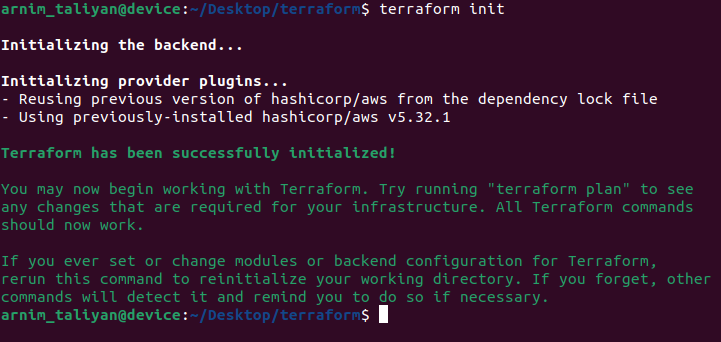 arnim_taliyan@device:~/Desktop/terraform$ terraform init
Initializing the backend...
Initializing provider plugins...
- Reusing previous version of hashicorp/aws from the dependency lock file
- Using previously-installed hashicorp/aws v5.32.1
Terraform has been successfully initialized!
You may now begin working with Terraform. Try running "terraform plan" to see
any changes that are required for your infrastructure. All Terraform commands
should now work.
If you ever set or change modules or backend configuration for Terraform,
rerun this command to reinitialize your working directory. If you forget, other
commands will detect it and remind you to do so if necessary.
arnim_taliyan@device:~/Desktop/terraform$